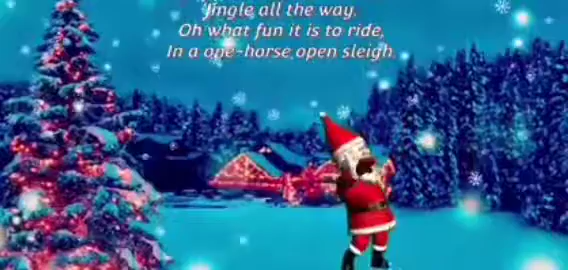 Jingle all the way.
Oh what fun it is to ride,
In a one-horse open sleigh